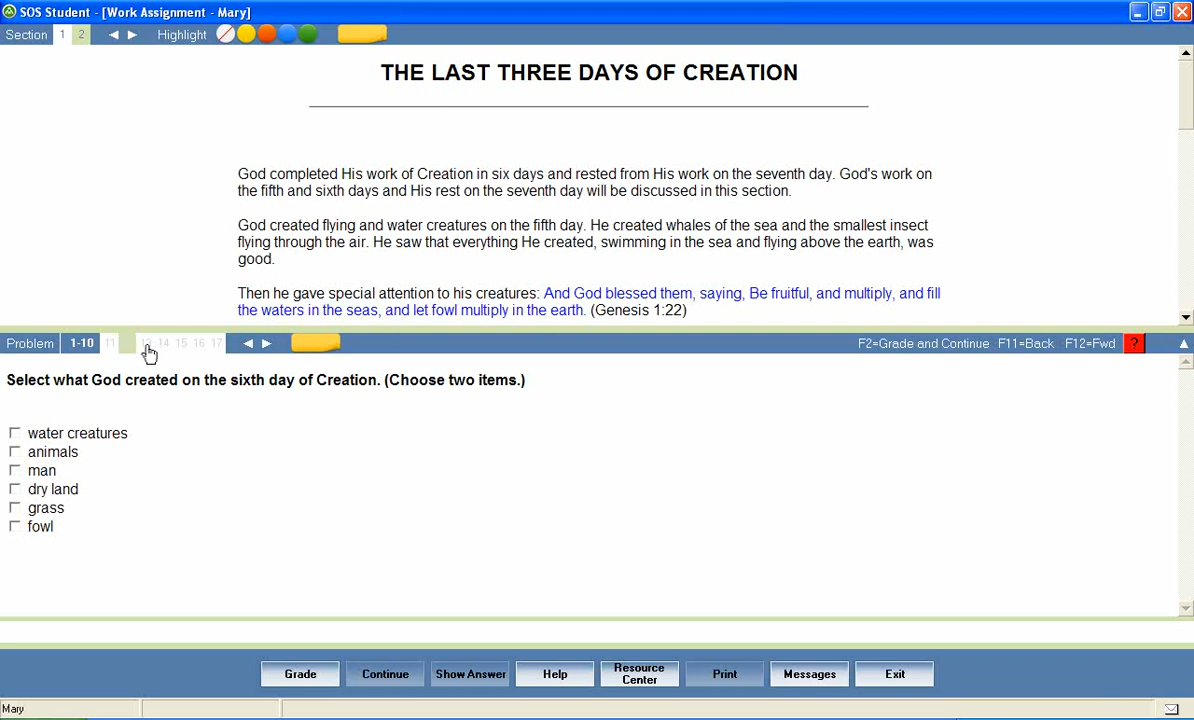 SOS Student - [Work Assignment - Mary]
Section 1 2 Highlight
THE LAST THREE DAYS OF CREATION
God completed His work of Creation in six days and rested from His work on the seventh day. God's work on
the fifth and sixth days and His rest on the seventh day will be discussed in this section.
God created flying and water creatures on the fifth day. He created whales of the sea and the smallest insect
flying through the air. He saw that everything He created, swimming in the sea and flying above the earth, was
good.
Then he gave special attention to his creatures: And God blessed them, saying, Be fruitful, and multiply, and fill
the waters in the seas, and let fowl multiply in the earth. (Genesis 1:22)
Problem 1-10 11 13 14 15 16 17 F2=Grade and Continue F11=Back F12=Fwd ?
Select what God created on the sixth day of Creation. (Choose two items.)
water creatures
animals
man
dry land
grass
fowl
Grade Continue Show Answer Help Resource Center Print Messages Exit
Mary